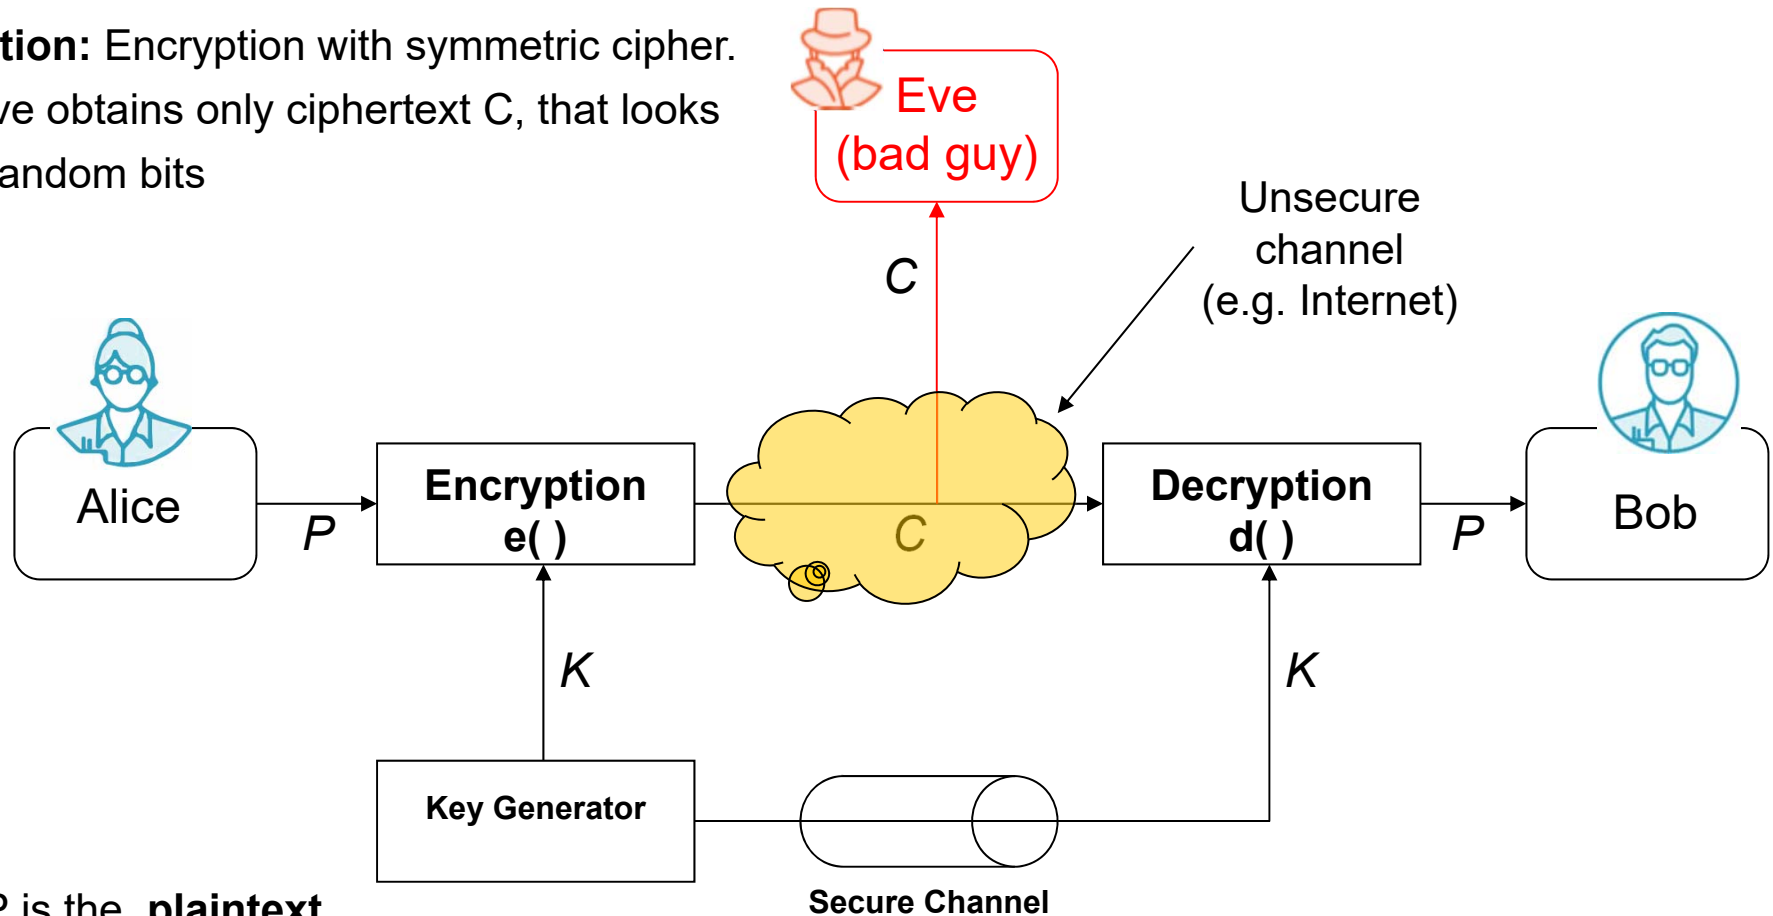 tion: Encryption with symmetric cipher.
ve obtains only ciphertext C, that looks
andom bits
Eve
(bad guy)
Unsecure
channel
(e.g. Internet)
C
Alice
P
Encryption
e( )
C
Decryption
d( )
P
Bob
K
K
Key Generator
Secure Channel
P is the plaintext